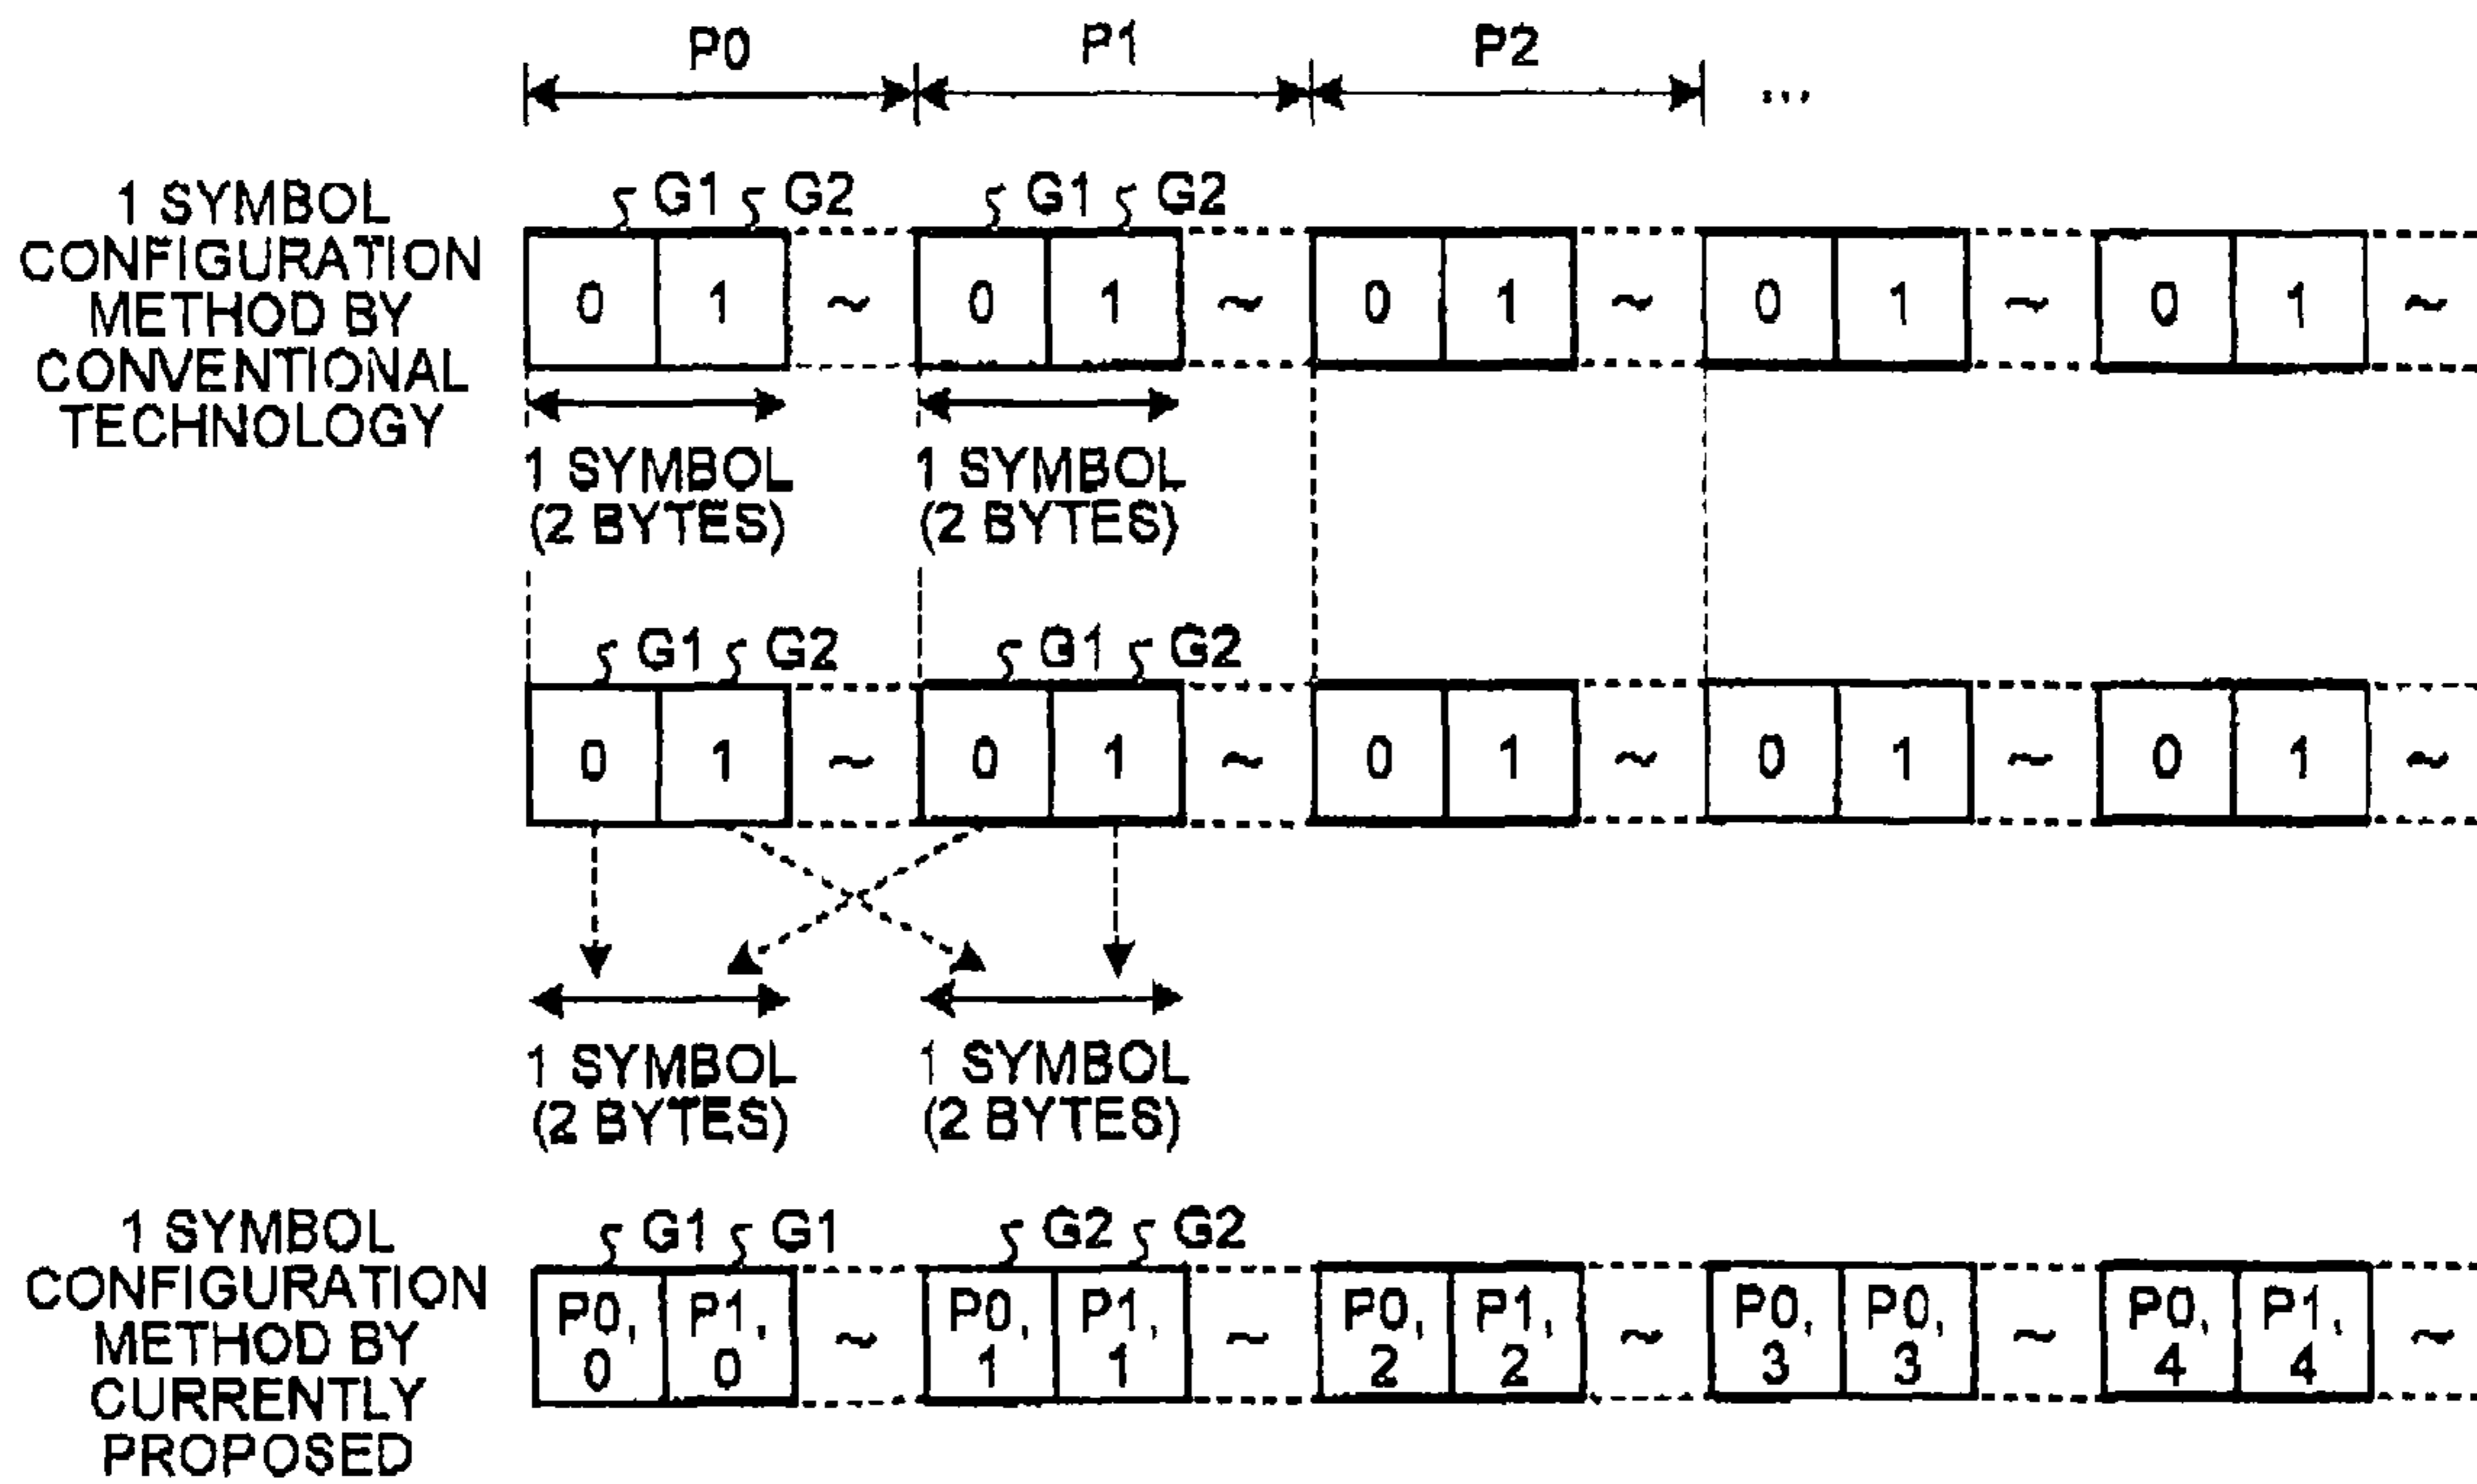 P0 P1 P2 ...
1 SYMBOL
CONFIGURATION
METHOD BY
CONVENTIONAL
TECHNOLOGY
G1 G2 G1 G2
0 1 ~ 0 1 ~ 0 1 ~ 0 1 ~ 0 1 ~
1 SYMBOL
(2 BYTES)
1 SYMBOL
(2 BYTES)
G1 G2 G1 G2
0 1 ~ 0 1 ~ 0 1 ~ 0 1 ~ 0 1 ~
1 SYMBOL
(2 BYTES)
1 SYMBOL
(2 BYTES)
1 SYMBOL
CONFIGURATION
METHOD BY
CURRENTLY
PROPOSED
G1 G1 G2 G2
P0, P1, P0, P1, P0, P1, P0, P0, P0, P1,
0 0 ~ 1 1 ~ 2 2 ~ 3 3 ~ 4 4 ~